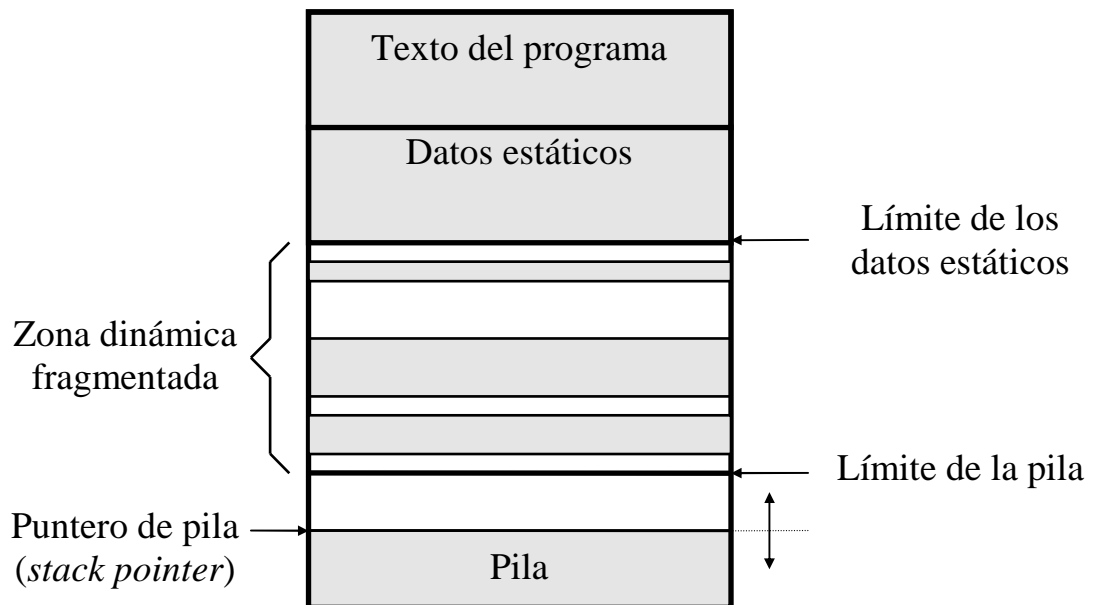 Texto del programa
Datos estáticos
Límite de los
datos estáticos
Zona dinámica
fragmentada
Límite de la pila
Puntero de pila
(stack pointer)
Pila